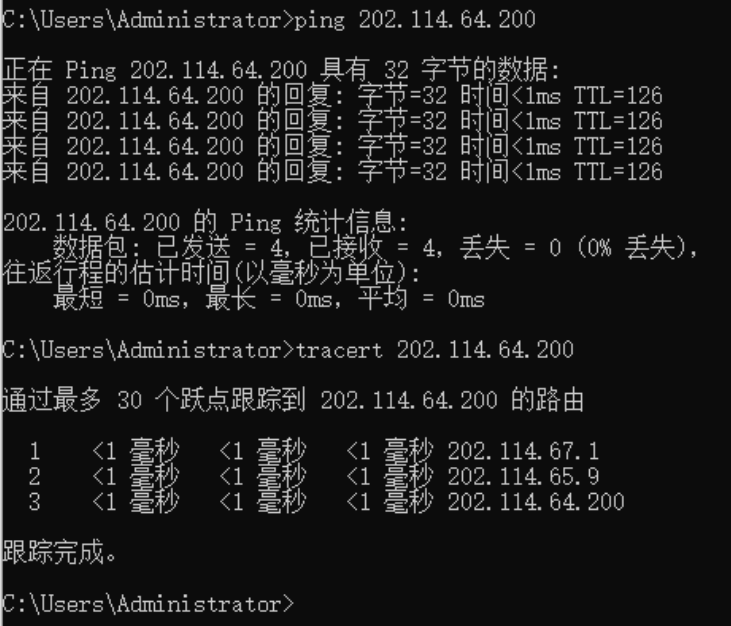 C:\Users\Administrator>ping 202.114.64.200
正在 Ping 202.114.64.200 具有 32 字节的数据:
来自 202.114.64.200 的回复: 字节=32 时间<1ms TTL=126
来自 202.114.64.200 的回复: 字节=32 时间<1ms TTL=126
来自 202.114.64.200 的回复: 字节=32 时间<1ms TTL=126
来自 202.114.64.200 的回复: 字节=32 时间<1ms TTL=126
202.114.64.200 的 Ping 统计信息:
    数据包: 已发送 = 4，已接收 = 4，丢失 = 0 (0% 丢失)，
往返行程的估计时间(以毫秒为单位):
    最短 = 0ms，最长 = 0ms，平均 = 0ms
C:\Users\Administrator>tracert 202.114.64.200
通过最多 30 个跃点跟踪到 202.114.64.200 的路由
  1    <1 毫秒   <1 毫秒   <1 毫秒 202.114.67.1
  2    <1 毫秒   <1 毫秒   <1 毫秒 202.114.65.9
  3    <1 毫秒   <1 毫秒   <1 毫秒 202.114.64.200
跟踪完成。
C:\Users\Administrator>